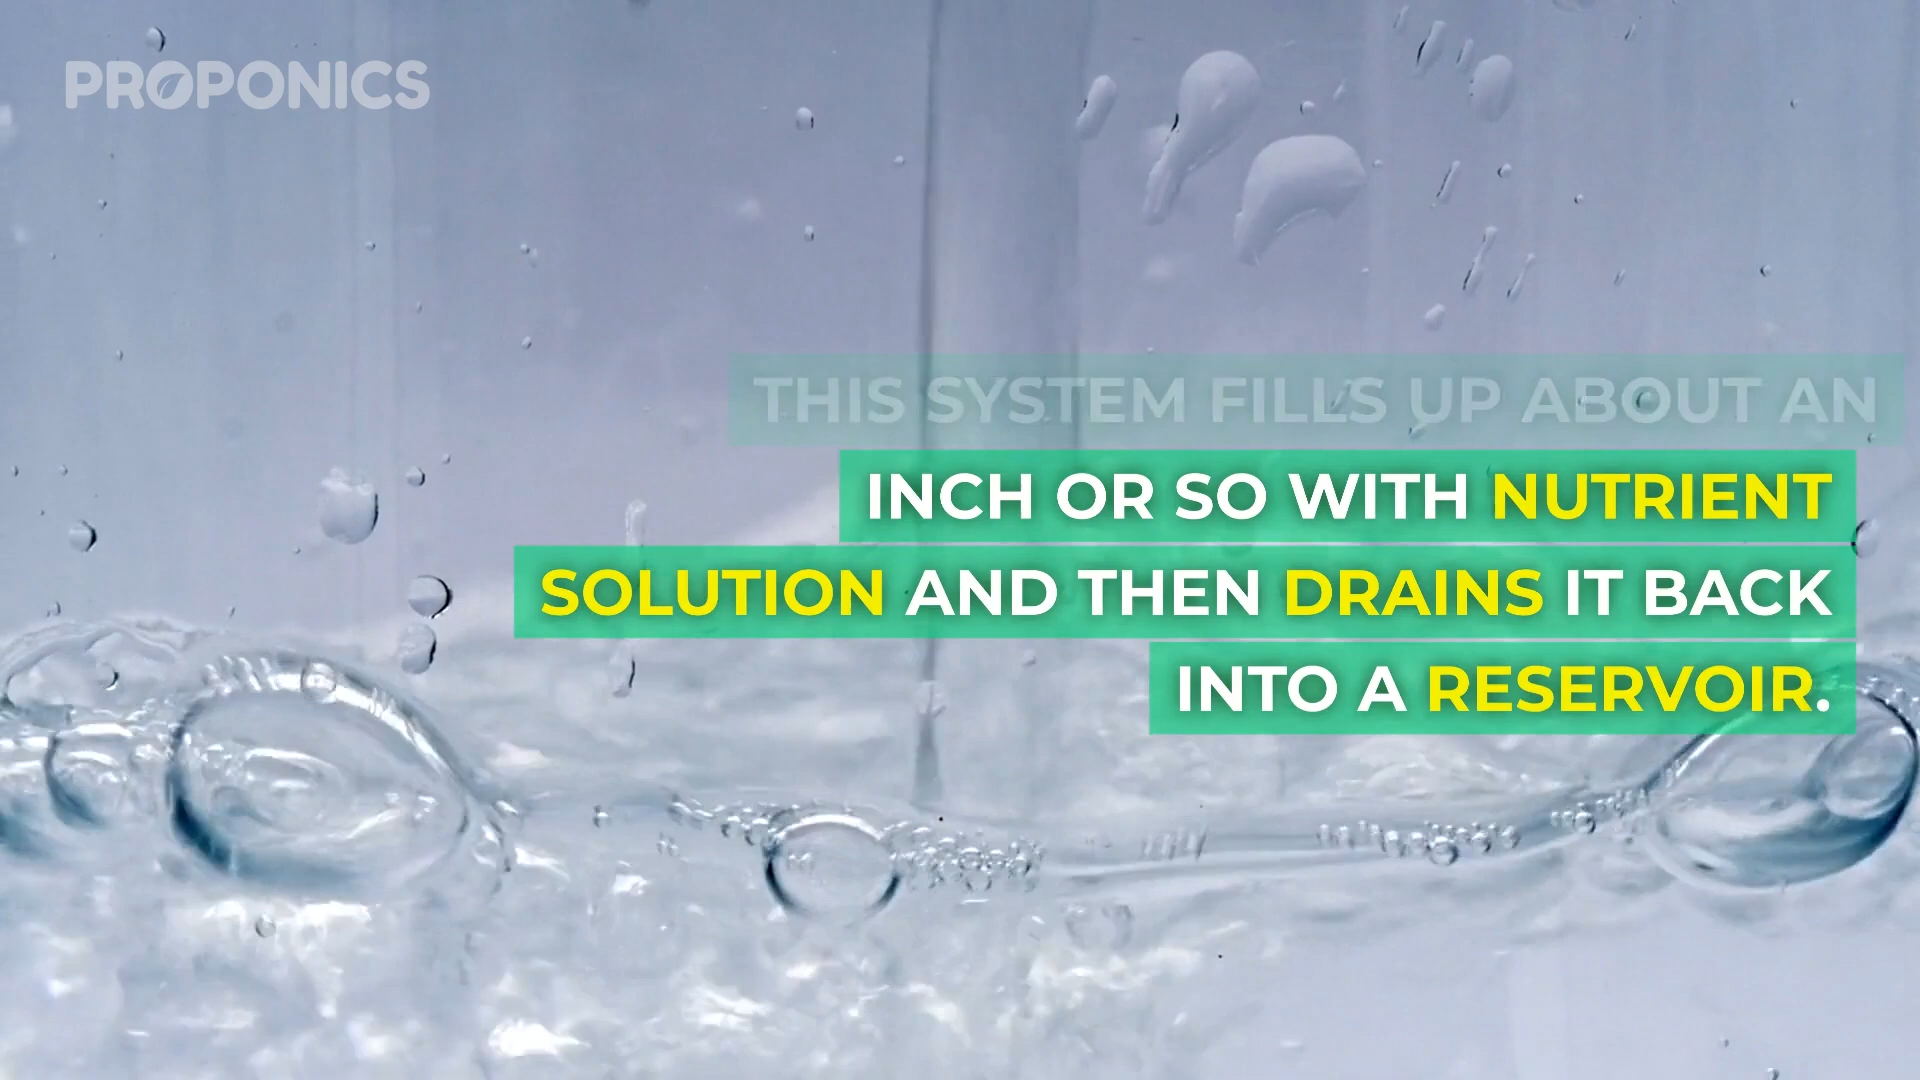 PROPONICS
THIS SYSTEM FILLS UP ABOUT AN
INCH OR SO WITH NUTRIENT
SOLUTION AND THEN DRAINS IT BACK
INTO A RESERVOIR.